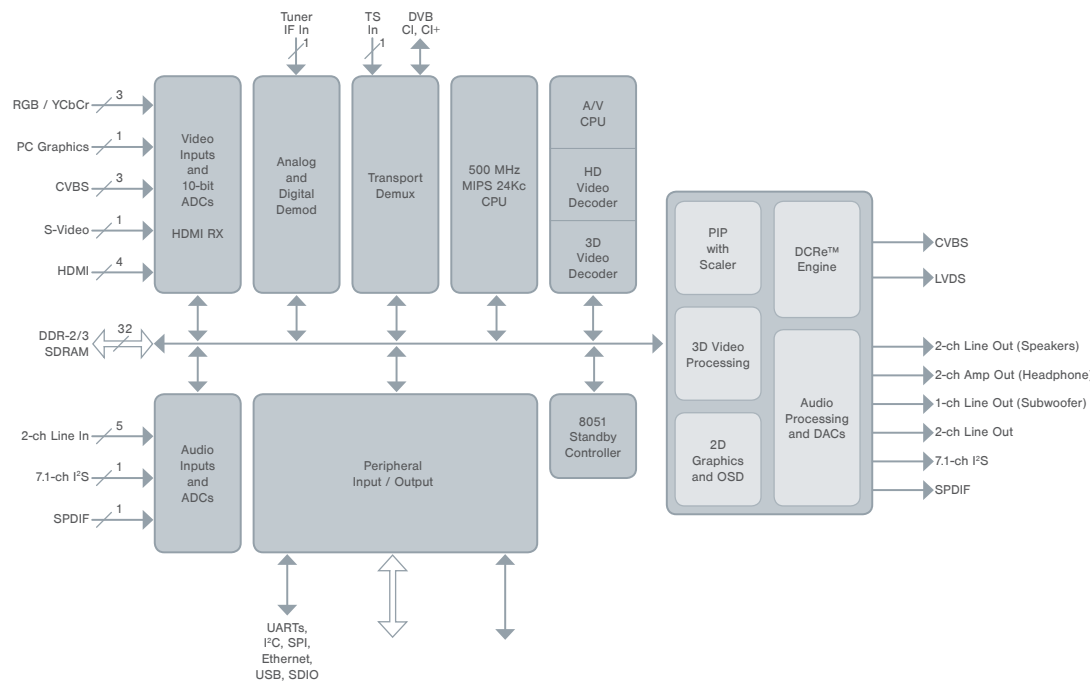 Tuner
IF In
1
TS
In
1
DVB
CI, CI+
RGB / YCbCr
3
PC Graphics
1
CVBS
3
S-Video
1
HDMI
4
Video
Inputs
and
10-bit
ADCs
HDMI RX
Analog
and
Digital
Demod
Transport
Demux
500 MHz
MIPS 24Kc
CPU
A/V
CPU
HD
Video
Decoder
3D
Video
Decoder
DDR-2/3
SDRAM
32
2-ch Line In
5
7.1-ch I²S
1
SPDIF
1
Audio
Inputs
and
ADCs
Peripheral
Input / Output
8051
Standby
Controller
PIP
with
Scaler
DCRe™
Engine
3D Video
Processing
2D
Graphics
and OSD
Audio
Processing
and DACs
CVBS
LVDS
2-ch Line Out (Speakers)
2-ch Amp Out (Headphone)
1-ch Line Out (Subwoofer)
2-ch Line Out
7.1-ch I²S
SPDIF
UARTs,
I²C, SPI,
Ethernet,
USB, SDIO